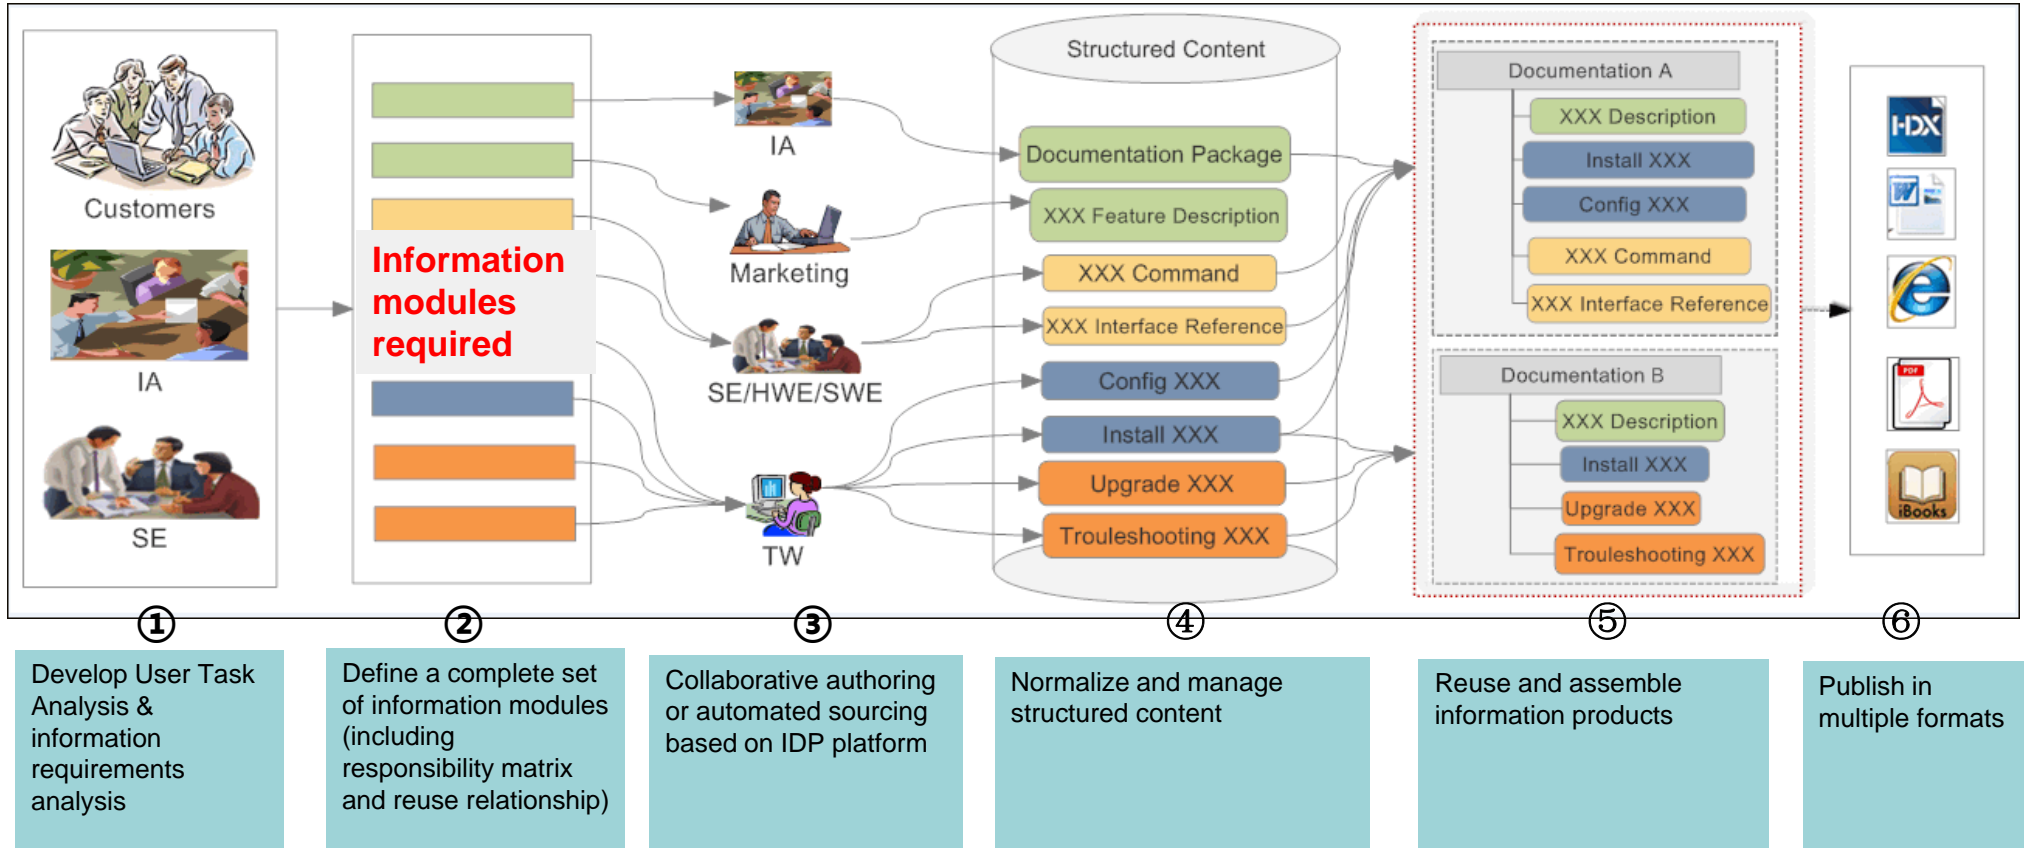 Customers
IA
SE
Information
modules
required
IA
Marketing
SE/HWE/SWE
TW
Structured Content
Documentation Package
XXX Feature Description
XXX Command
XXX Interface Reference
Config XXX
Install XXX
Upgrade XXX
Trouleshooting XXX
Documentation A
XXX Description
Install XXX
Config XXX
XXX Command
XXX Interface Reference
Documentation B
XXX Description
Install XXX
Upgrade XXX
Trouleshooting XXX
HDX
W
PDF
iBooks
①
②
③
④
⑤
⑥
Develop User Task
Analysis &
information
requirements
analysis
Define a complete set
of information modules
(including
responsibility matrix
and reuse relationship)
Collaborative authoring
or automated sourcing
based on IDP platform
Normalize and manage
structured content
Reuse and assemble
information products
Publish in
multiple formats